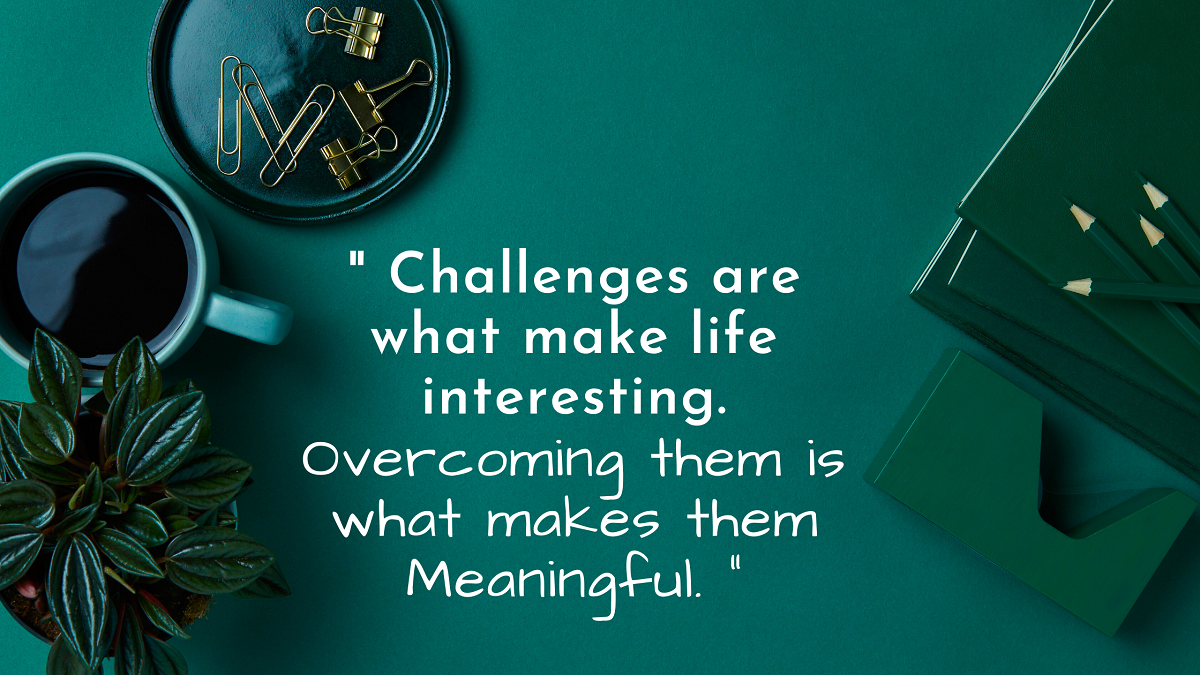 " Challenges are
what make life
interesting.
Overcoming them is
what makes them
Meaningful. "